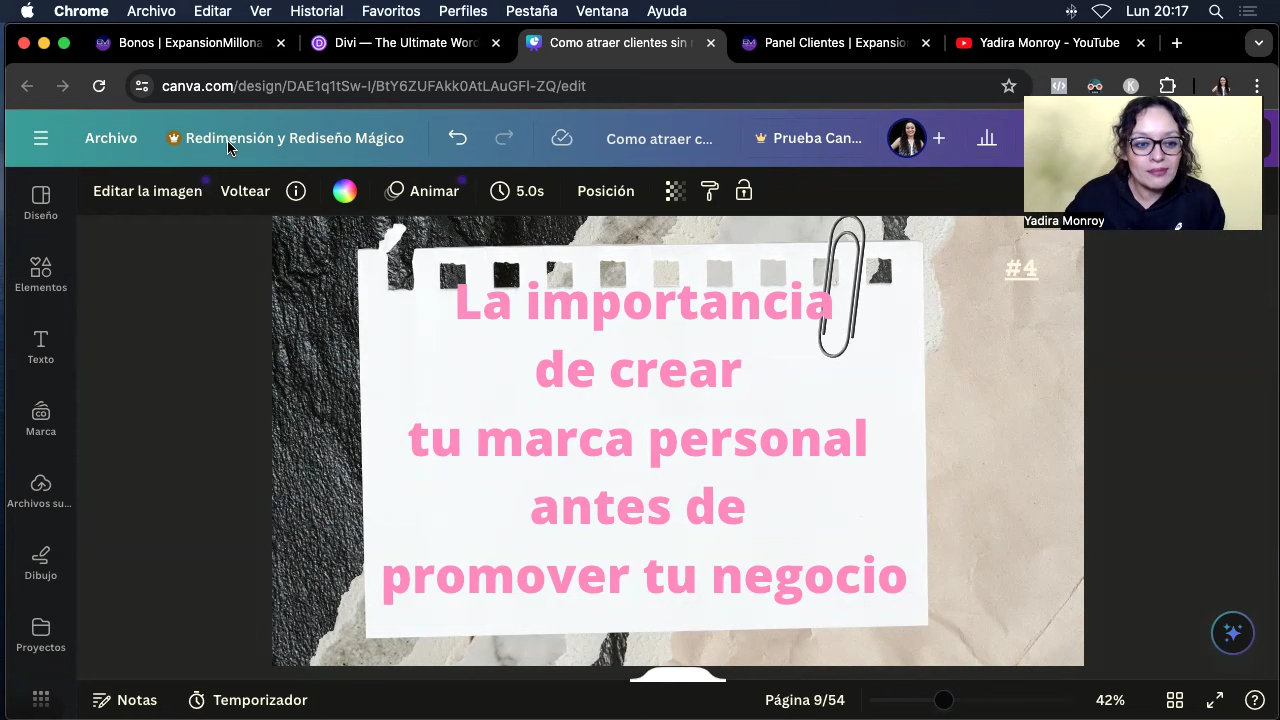 Chrome Archivo Editar Ver Historial Favoritos Perfiles Pestaña Ventana Ayuda Lun 20:17
Bonos | ExpansionMillona
Divi — The Ultimate Word
Como atraer clientes sin r
Panel Clientes | Expansion
Yadira Monroy - YouTube
canva.com/design/DAE1q1tSw-I/BtY6ZUFAkk0AtLAuGFI-ZQ/edit
K
Archivo Redimensión y Rediseño Mágico Como atraer c... Prueba Can...
Yadira Monroy
Editar la imagen Voltear Animar 5.0s Posición
Diseño
Elementos
Texto
Marca
Archivos su...
Dibujo
Proyectos
#4
La importancia
de crear
tu marca personal
antes de
promover tu negocio
Notas Temporizador Página 9/54 42%